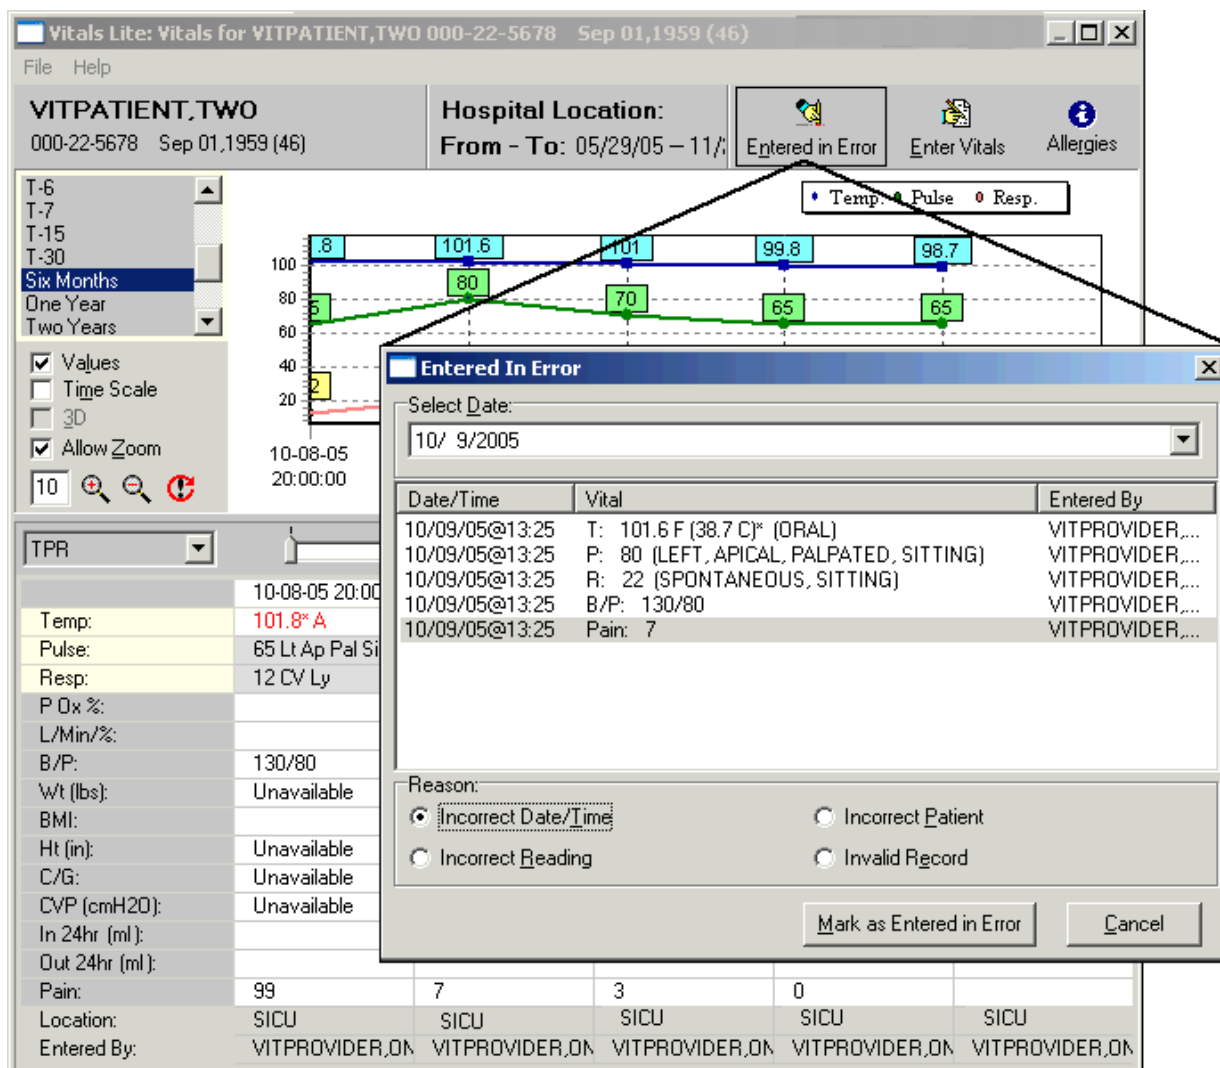 Vitals Lite: Vitals for VITPATIENT,TWO 000-22-5678 Sep 01,1959 (46)
File Help
VITPATIENT,TWO
000-22-5678 Sep 01,1959 (46)
Hospital Location:
From - To: 05/29/05 – 11/
Entered in Error
Enter Vitals
Allergies
T-6
T-7
T-15
T-30
Six Months
One Year
Two Years
Values
Time Scale
3D
Allow Zoom
10
Temp. Pulse Resp.
.8 101.6 101 99.8 98.7
100
80
60
40
20
5 80 70 65 65
2
10-08-05
20:00:00
Entered In Error
Select Date:
10/ 9/2005
Date/Time Vital Entered By
10/09/05@13:25 T: 101.6 F (38.7 C)* (ORAL) VITPROVIDER,...
10/09/05@13:25 P: 80 (LEFT, APICAL, PALPATED, SITTING) VITPROVIDER,...
10/09/05@13:25 R: 22 (SPONTANEOUS, SITTING) VITPROVIDER,...
10/09/05@13:25 B/P: 130/80 VITPROVIDER,...
10/09/05@13:25 Pain: 7 VITPROVIDER,...
Reason:
Incorrect Date/Time Incorrect Patient
Incorrect Reading Invalid Record
Mark as Entered in Error Cancel
TPR
10-08-05 20:00
Temp: 101.8* A
Pulse: 65 Lt Ap Pal Si
Resp: 12 CV Ly
P Ox %:
L/Min/%:
B/P: 130/80
Wt (lbs): Unavailable
BMI:
Ht (in): Unavailable
C/G: Unavailable
CVP (cmH2O): Unavailable
In 24hr (ml):
Out 24hr (ml):
Pain: 99 7 3 0
Location: SICU SICU SICU SICU SICU
Entered By: VITPROVIDER,ON VITPROVIDER,ON VITPROVIDER,ON VITPROVIDER,ON VITPROVIDER,ON